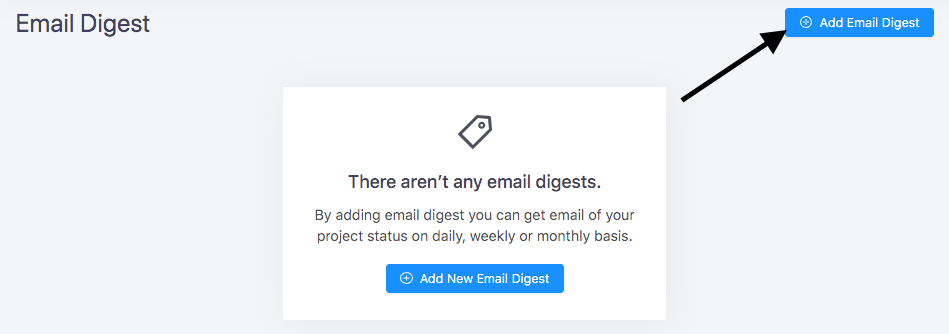 Email Digest
Add Email Digest
There aren’t any email digests.
By adding email digest you can get email of your
project status on daily, weekly or monthly basis.
Add New Email Digest